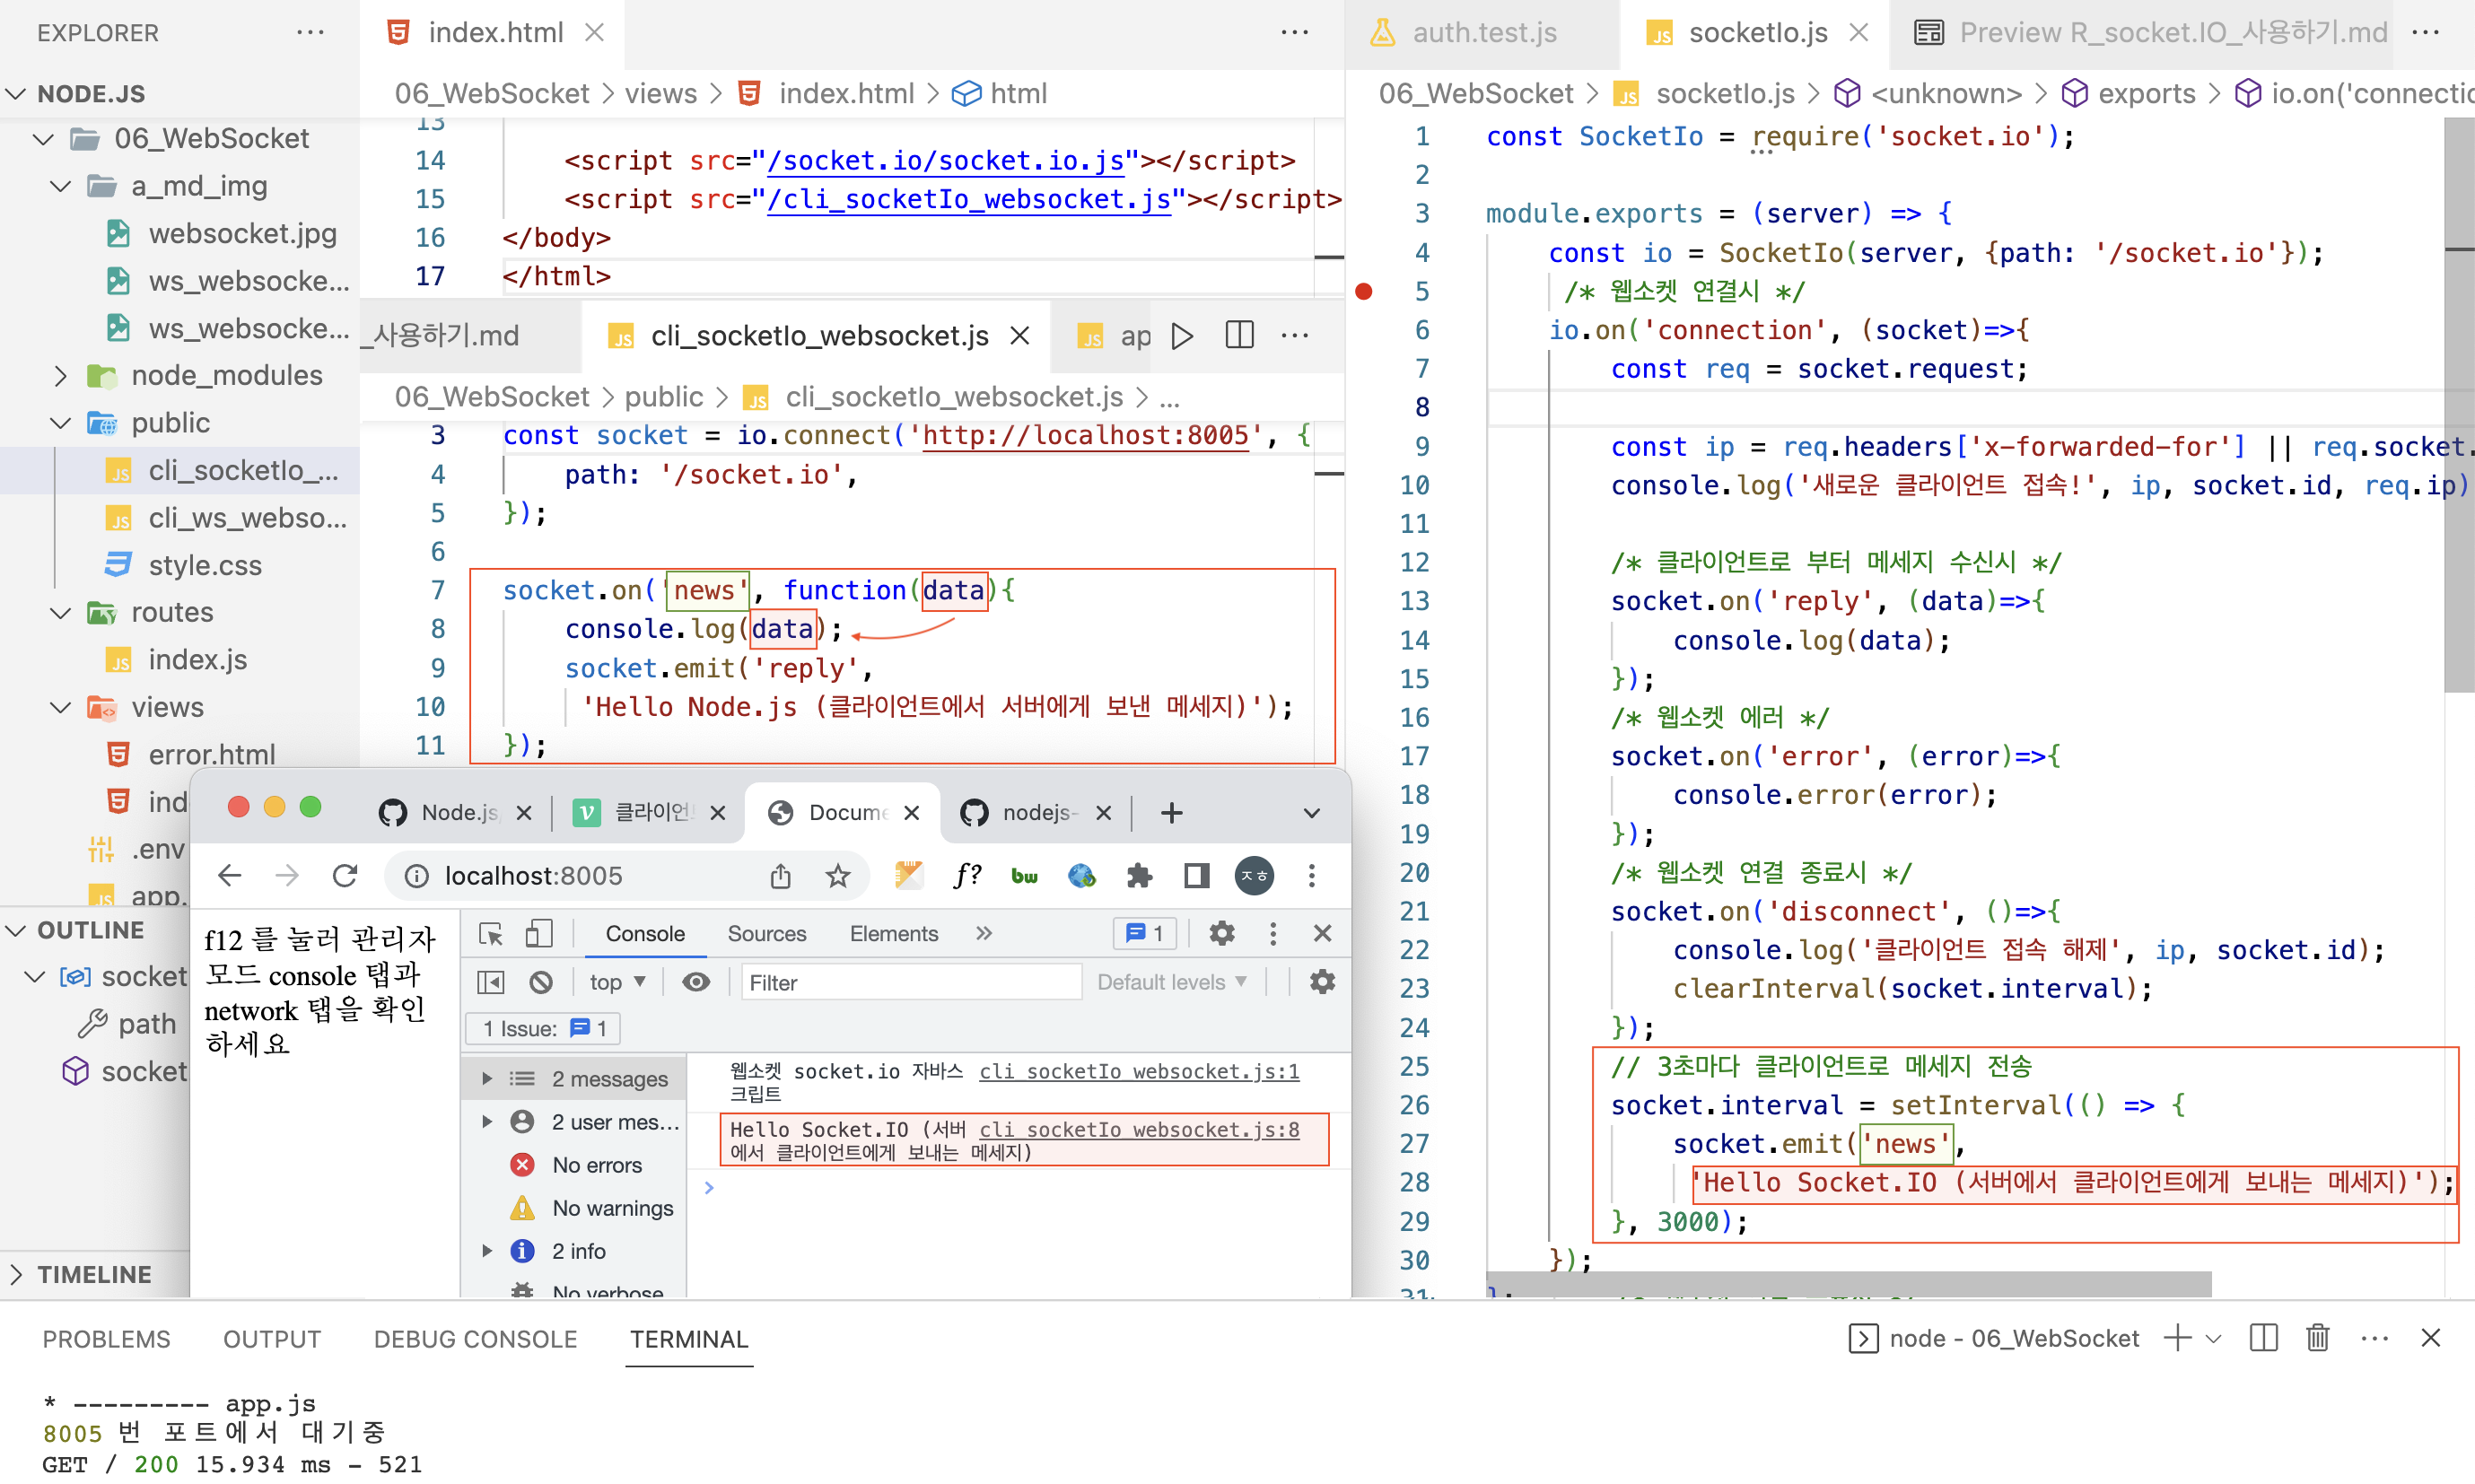 EXPLORER
NODE.JS
06_WebSocket
a_md_img
websocket.jpg
ws_websocke...
ws_websocke...
node_modules
public
cli_socketIo_...
cli_ws_webso...
style.css
routes
index.js
views
error.html
ind
.env
app.
OUTLINE
socket
path
socket
TIMELINE
index.html
06_WebSocket > views > index.html > html
13
14 <script src="/socket.io/socket.io.js"></script>
15 <script src="/cli_socketIo_websocket.js"></script>
16 </body>
17 </html>
_사용하기.md
cli_socketIo_websocket.js
ap
06_WebSocket > public > cli_socketIo_websocket.js > ...
3 const socket = io.connect('http://localhost:8005', {
4 path: '/socket.io',
5 });
6
7 socket.on('news', function(data){
8 console.log(data);
9 socket.emit('reply',
10 'Hello Node.js (클라이언트에서 서버에게 보낸 메세지)');
11 });
Node.js
클라이언
Docume
nodejs-
localhost:8005
f?
bw
ㅈㅎ
f12 를 눌러 관리자
모드 console 탭과
network 탭을 확인
하세요
Console
Sources
Elements
1
top
Filter
Default levels
1 Issue: 1
2 messages
2 user mes...
No errors
No warnings
2 info
No verbose
웹소켓 socket.io 자바스 cli_socketIo_websocket.js:1
크립트
Hello Socket.IO (서버 cli_socketIo_websocket.js:8
에서 클라이언트에게 보내는 메세지)
auth.test.js
socketIo.js
Preview R_socket.IO_사용하기.md
06_WebSocket > socketIo.js > <unknown> > exports > io.on('connectic
1 const SocketIo = require('socket.io');
2
3 module.exports = (server) => {
4 const io = SocketIo(server, {path: '/socket.io'});
5 /* 웹소켓 연결시 */
6 io.on('connection', (socket)=>{
7 const req = socket.request;
8
9 const ip = req.headers['x-forwarded-for'] || req.socket.
10 console.log('새로운 클라이언트 접속!', ip, socket.id, req.ip)
11
12 /* 클라이언트로 부터 메세지 수신시 */
13 socket.on('reply', (data)=>{
14 console.log(data);
15 });
16 /* 웹소켓 에러 */
17 socket.on('error', (error)=>{
18 console.error(error);
19 });
20 /* 웹소켓 연결 종료시 */
21 socket.on('disconnect', ()=>{
22 console.log('클라이언트 접속 해제', ip, socket.id);
23 clearInterval(socket.interval);
24 });
25 // 3초마다 클라이언트로 메세지 전송
26 socket.interval = setInterval(() => {
27 socket.emit('news',
28 'Hello Socket.IO (서버에서 클라이언트에게 보내는 메세지)');
29 }, 3000);
30 });
31 };
PROBLEMS
OUTPUT
DEBUG CONSOLE
TERMINAL
node - 06_WebSocket
* --------- app.js
8005 번 포트에서 대기중
GET / 200 15.934 ms - 521